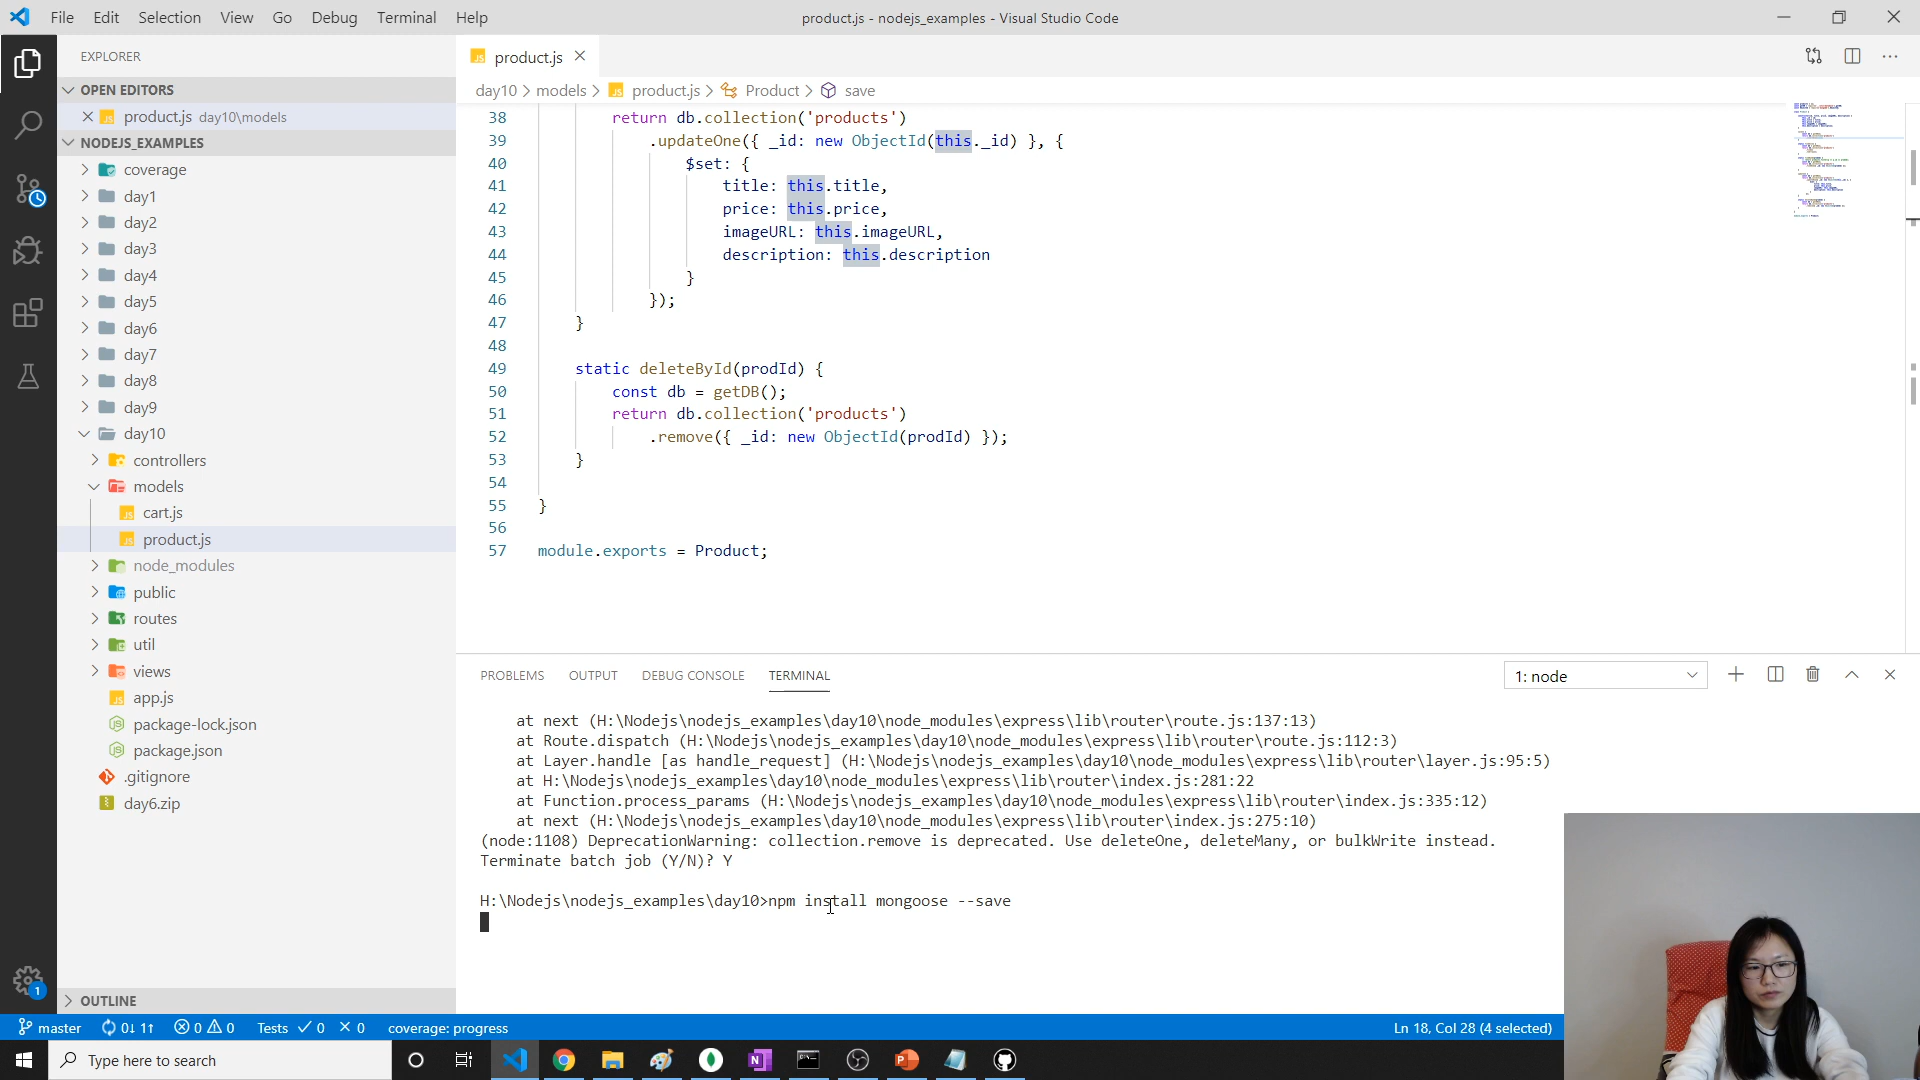 File Edit Selection View Go Debug Terminal Help
product.js - nodejs_examples - Visual Studio Code
EXPLORER
OPEN EDITORS
product.js day10\models
NODEJS_EXAMPLES
coverage
day1
day2
day3
day4
day5
day6
day7
day8
day9
day10
controllers
models
cart.js
product.js
node_modules
public
routes
util
views
app.js
package-lock.json
package.json
.gitignore
day6.zip
OUTLINE
product.js
day10 > models > product.js > Product > save
38 return db.collection('products')
39 .updateOne({ _id: new ObjectId(this._id) }, {
40 $set: {
41 title: this.title,
42 price: this.price,
43 imageURL: this.imageURL,
44 description: this.description
45 }
46 });
47 }
48
49 static deleteById(prodId) {
50 const db = getDB();
51 return db.collection('products')
52 .remove({ _id: new ObjectId(prodId) });
53 }
54
55 }
56
57 module.exports = Product;
PROBLEMS OUTPUT DEBUG CONSOLE TERMINAL
1: node
at next (H:\Nodejs\nodejs_examples\day10\node_modules\express\lib\router\route.js:137:13)
at Route.dispatch (H:\Nodejs\nodejs_examples\day10\node_modules\express\lib\router\route.js:112:3)
at Layer.handle [as handle_request] (H:\Nodejs\nodejs_examples\day10\node_modules\express\lib\router\layer.js:95:5)
at H:\Nodejs\nodejs_examples\day10\node_modules\express\lib\router\index.js:281:22
at Function.process_params (H:\Nodejs\nodejs_examples\day10\node_modules\express\lib\router\index.js:335:12)
at next (H:\Nodejs\nodejs_examples\day10\node_modules\express\lib\router\index.js:275:10)
(node:1108) DeprecationWarning: collection.remove is deprecated. Use deleteOne, deleteMany, or bulkWrite instead.
Terminate batch job (Y/N)? Y
H:\Nodejs\nodejs_examples\day10>npm install mongoose --save
1
master 0↓ 1↑ 0 0 Tests ✓ 0 × 0 coverage: progress
Ln 18, Col 28 (4 selected)
Type here to search